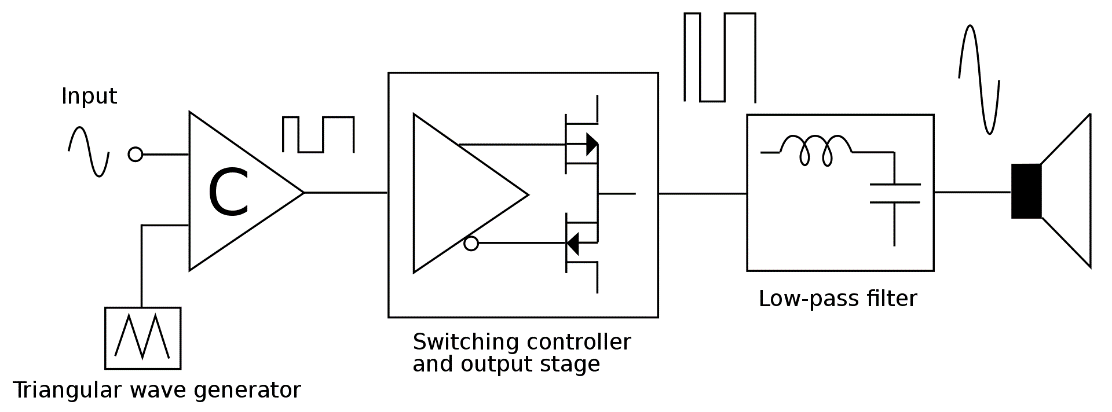 Input
C
Switching controller
and output stage
Low-pass filter
Triangular wave generator